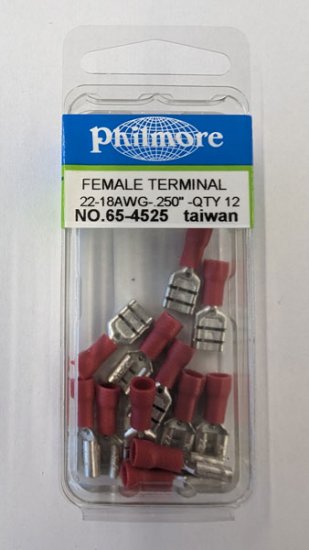 Philmore
FEMALE TERMINAL
22-18AWG-.250" -QTY 12
NO.65-4525 taiwan